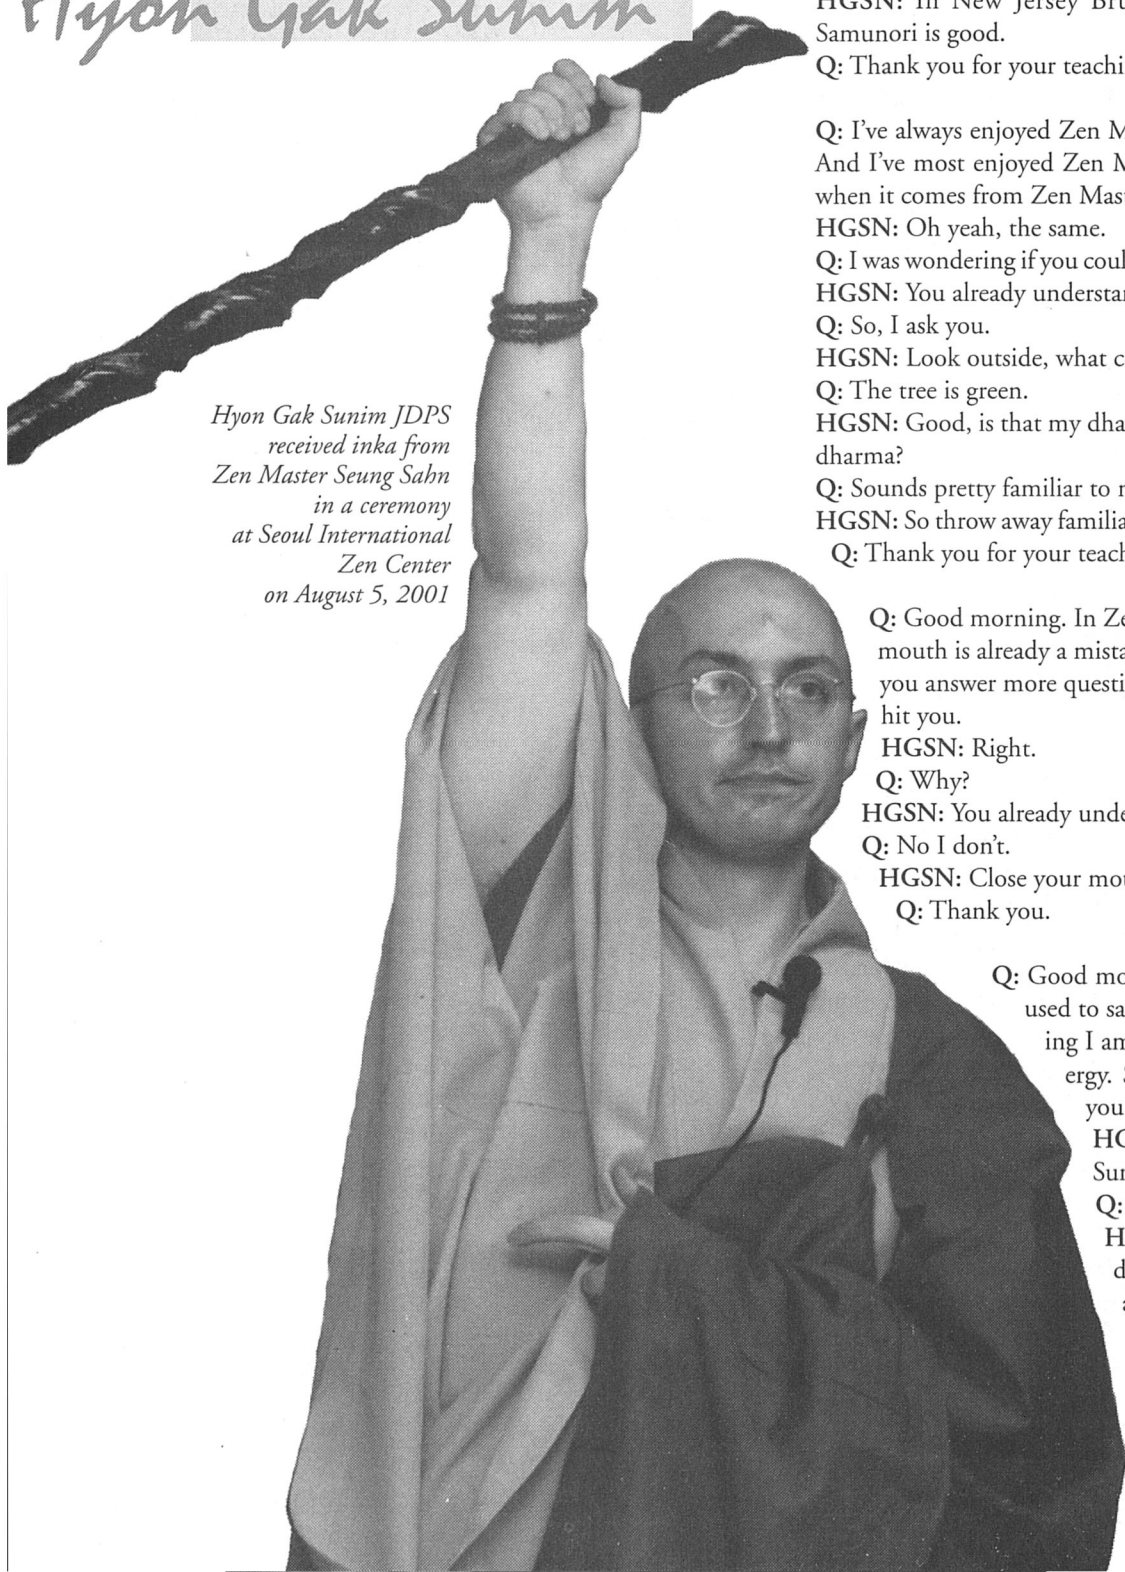 Hyon Gak Sunim
Hyon Gak Sunim JDPS
received inka from
Zen Master Seung Sahn
in a ceremony
at Seoul International
Zen Center
on August 5, 2001
HGSN: In New Jersey
Samunori is good.
Q: Thank you for your
Q: I've always enjoyed Zen
And I've most enjoyed Zen
when it comes from Zen
HGSN: Oh yeah, the same.
Q: I was wondering if you
HGSN: You already
Q: So, I ask you.
HGSN: Look outside, what
Q: The tree is green.
HGSN: Good, is that my
dharma?
Q: Sounds pretty familiar to
HGSN: So throw away
Q: Thank you for your
Q: Good morning. In
mouth is already a
you answer more
hit you.
HGSN: Right.
Q: Why?
HGSN: You already
Q: No I don't.
HGSN: Close your
Q: Thank you.
Q: Good
used to
ing I
ergy.
you
Q: